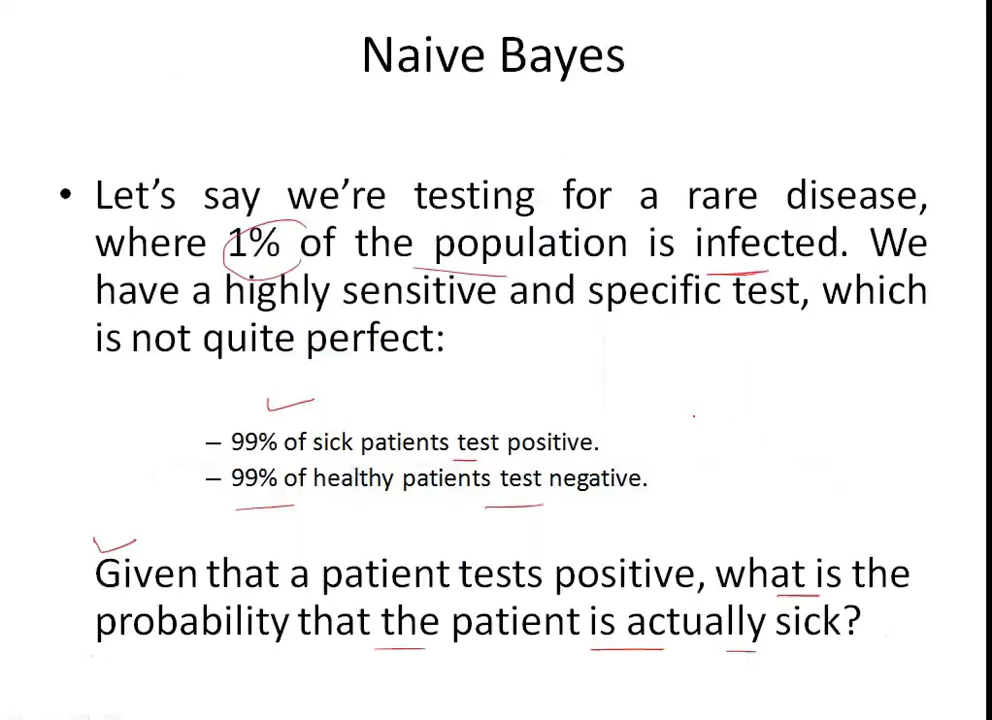 Naive Bayes
• Let's say we're testing for a rare disease,
where 1% of the population is infected. We
have a highly sensitive and specific test, which
is not quite perfect:
– 99% of sick patients test positive.
– 99% of healthy patients test negative.
Given that a patient tests positive, what is the
probability that the patient is actually sick?